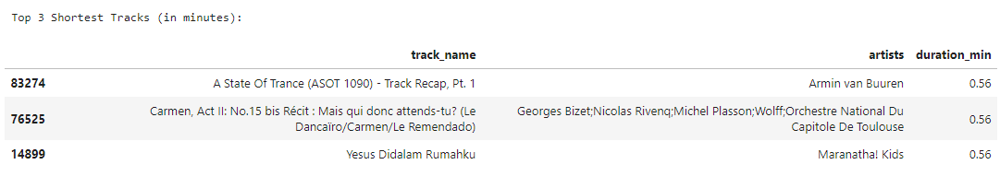 Top 3 Shortest Tracks (in minutes):
track_name artists duration_min
83274 A State Of Trance (ASOT 1090) - Track Recap, Pt. 1 Armin van Buuren 0.56
76525 Carmen, Act II: No.15 bis Récit : Mais qui donc attends-tu? (Le Dancaïro/Carmen/Le Remendado) Georges Bizet;Nicolas Rivenq;Michel Plasson;Wolff;Orchestre National Du Capitole De Toulouse 0.56
14899 Yesus Didalam Rumahku Maranatha! Kids 0.56